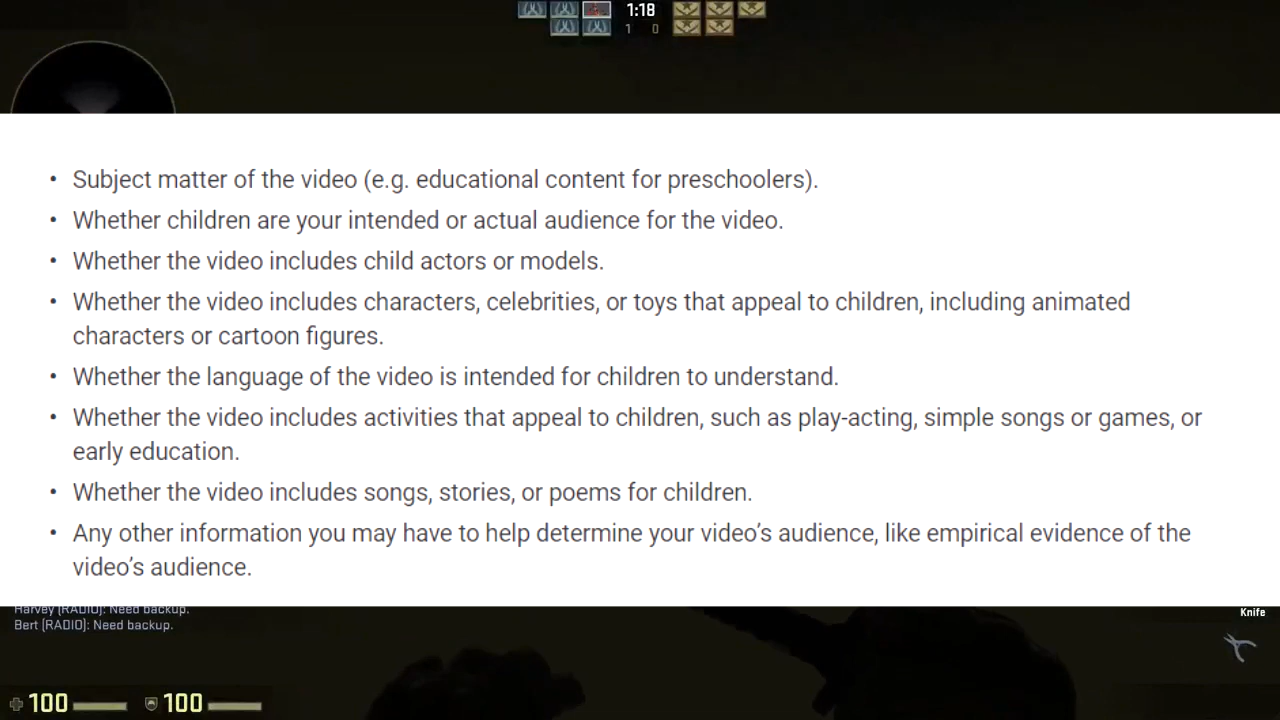 1:18
1 0
• Subject matter of the video (e.g. educational content for preschoolers).
• Whether children are your intended or actual audience for the video.
• Whether the video includes child actors or models.
• Whether the video includes characters, celebrities, or toys that appeal to children, including animated
characters or cartoon figures.
• Whether the language of the video is intended for children to understand.
• Whether the video includes activities that appeal to children, such as play-acting, simple songs or games, or
early education.
• Whether the video includes songs, stories, or poems for children.
• Any other information you may have to help determine your video’s audience, like empirical evidence of the
video’s audience.
Harvey (RADIO): Need backup.
Knife
Bert (RADIO): Need backup.
100 100